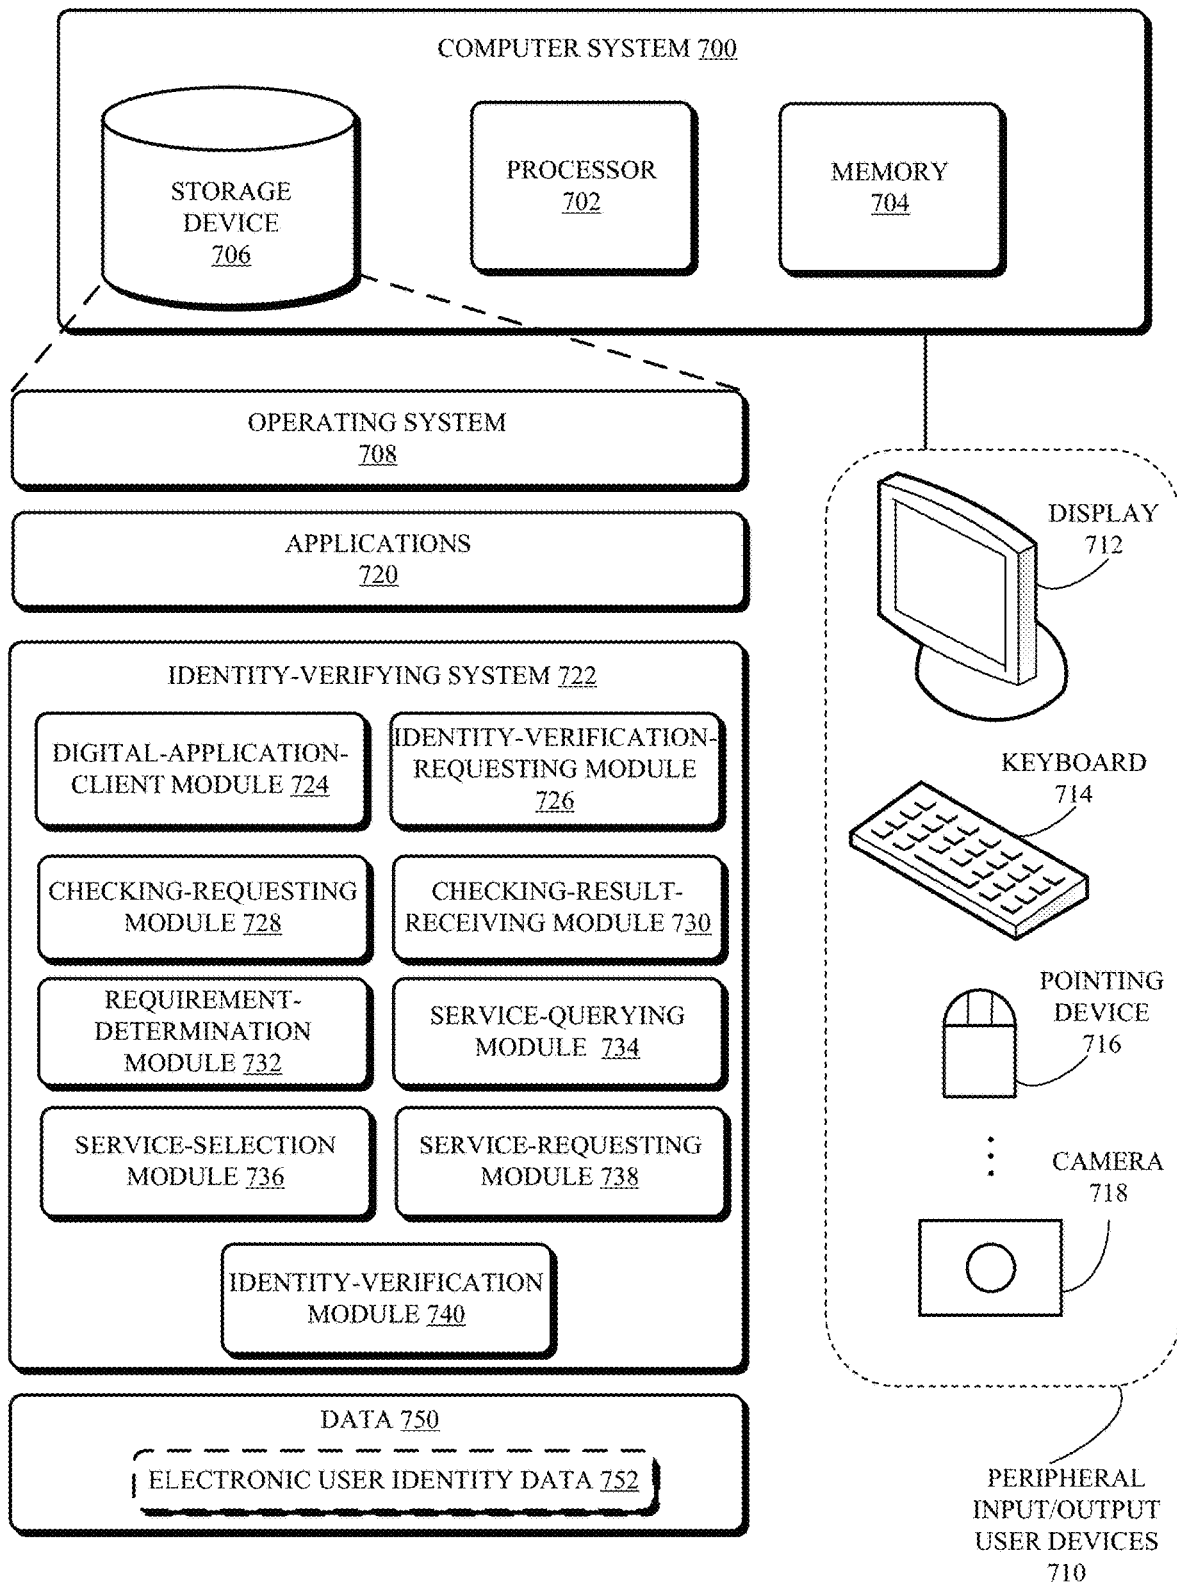 COMPUTER SYSTEM 700
STORAGE
DEVICE
706
PROCESSOR
702
MEMORY
704
OPERATING SYSTEM
708
APPLICATIONS
720
IDENTITY-VERIFYING SYSTEM 722
DIGITAL-APPLICATION-
CLIENT MODULE 724
IDENTITY-VERIFICATION-
REQUESTING MODULE
726
CHECKING-REQUESTING
MODULE 728
CHECKING-RESULT-
RECEIVING MODULE 730
REQUIREMENT-
DETERMINATION
MODULE 732
SERVICE-QUERYING
MODULE 734
SERVICE-SELECTION
MODULE 736
SERVICE-REQUESTING
MODULE 738
IDENTITY-VERIFICATION
MODULE 740
DATA 750
ELECTRONIC USER IDENTITY DATA 752
DISPLAY
712
KEYBOARD
714
POINTING
DEVICE
716
CAMERA
718
PERIPHERAL
INPUT/OUTPUT
USER DEVICES
710